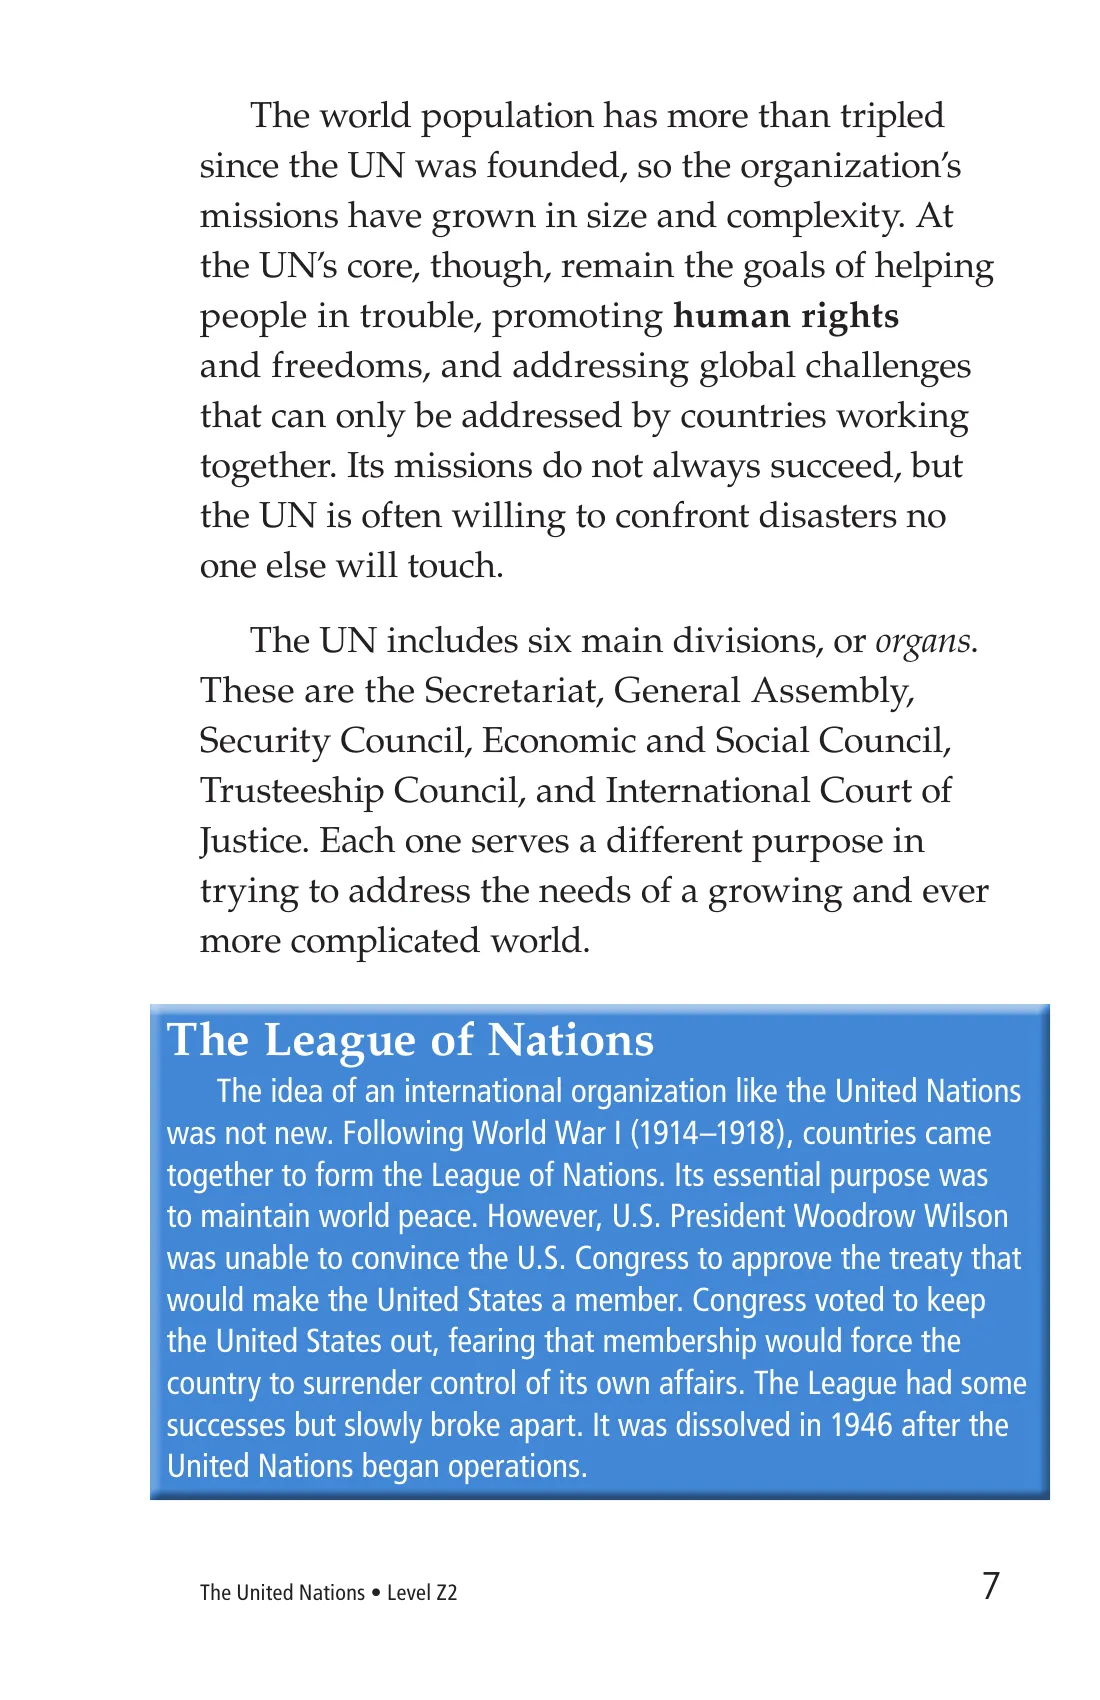 The world population has more than tripled
since the UN was founded, so the organization’s
missions have grown in size and complexity. At
the UN’s core, though, remain the goals of helping
people in trouble, promoting human rights
and freedoms, and addressing global challenges
that can only be addressed by countries working
together. Its missions do not always succeed, but
the UN is often willing to confront disasters no
one else will touch.
The UN includes six main divisions, or organs.
These are the Secretariat, General Assembly,
Security Council, Economic and Social Council,
Trusteeship Council, and International Court of
Justice. Each one serves a different purpose in
trying to address the needs of a growing and ever
more complicated world.
The League of Nations
The idea of an international organization like the United Nations
was not new. Following World War I (1914–1918), countries came
together to form the League of Nations. Its essential purpose was
to maintain world peace. However, U.S. President Woodrow Wilson
was unable to convince the U.S. Congress to approve the treaty that
would make the United States a member. Congress voted to keep
the United States out, fearing that membership would force the
country to surrender control of its own affairs. The League had some
successes but slowly broke apart. It was dissolved in 1946 after the
United Nations began operations.
The United Nations • Level Z2
7